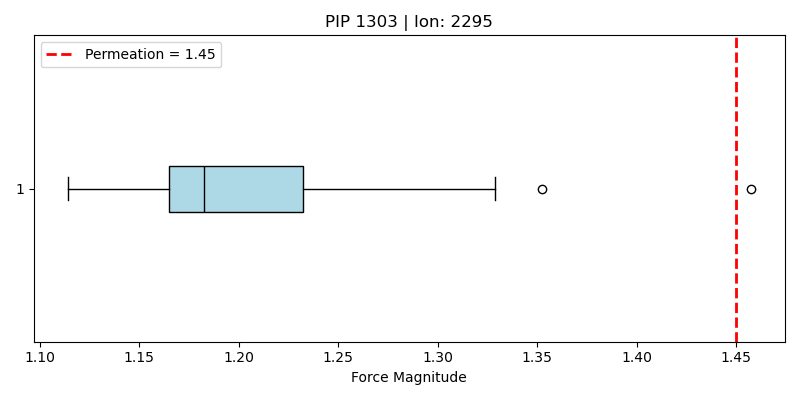 PIP 1303 | Ion: 2295
Permeation = 1.45
1
1.10 1.15 1.20 1.25 1.30 1.35 1.40 1.45
Force Magnitude